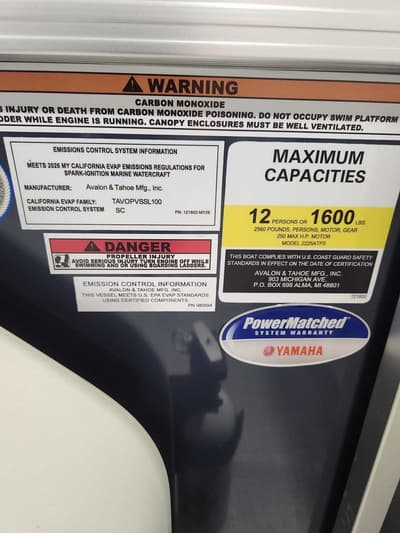 WARNING
CARBON MONOXIDE
S INJURY OR DEATH FROM CARBON MONOXIDE POISONING. DO NOT OCCUPY SWIM PLATFORM
DDER WHILE ENGINE IS RUNNING. CANOPY ENCLOSURES MUST BE WELL VENTILATED.
EMISSIONS CONTROL SYSTEM INFORMATION
MEETS 2026 MY CALIFORNIA EVAP EMISSIONS REGULATIONS FOR
SPARK-IGNITION MARINE WATERCRAFT
MANUFACTURER: Avalon & Tahoe Mfg., Inc.
CALIFORNIA EVAP FAMILY: TAVOPVSSL100
EMISSION CONTROL SYSTEM SC
DANGER
PROPELLER INJURY
AVOID SERIOUS INJURY TURN ENGINE OFF WHILE
SWIMMING AND OR USING BOARDING LADDERS.
EMISSION CONTROL INFORMATION
AVALON & TAHOE MFG. INC.
THIS VESSEL MEETS U.S. EPA EVAP STANDARDS
USING CERTIFIED COMPONENTS.
MAXIMUM
CAPACITIES
12 PERSONS OR 1600 LBS.
2560 POUNDS, PERSONS, MOTOR, GEAR
250 MAX H.P. MOTOR
MODEL 2225ATFS
THIS BOAT COMPLIES WITH U.S. COAST GUARD SAFETY
STANDARDS IN EFFECT ON THE DATE OF CERTIFICATION
AVALON & TAHOE MFG., INC.
903 MICHIGAN AVE.
P.O. BOX 698 ALMA, MI 48801
PowerMatched
SYSTEM WARRANTY
YAMAHA